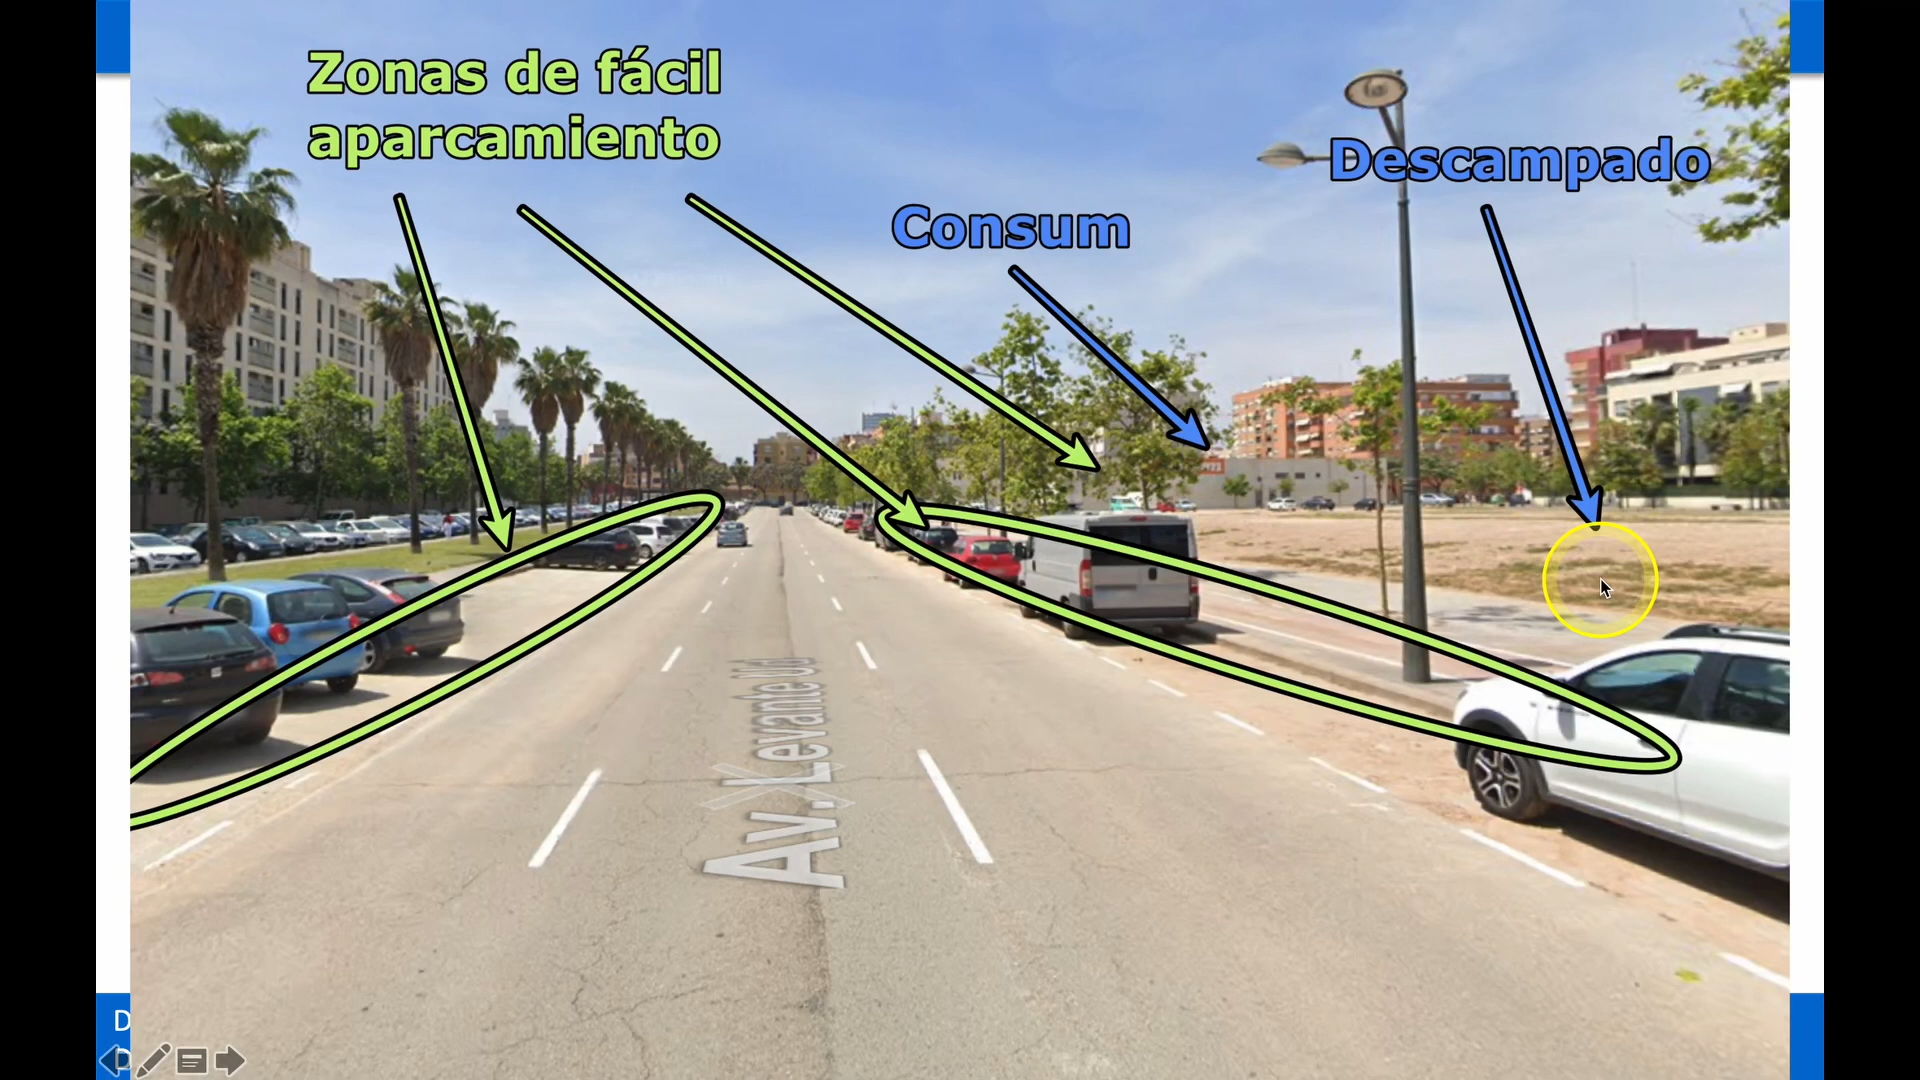 Zonas de fácil
aparcamiento
Consum
Descampado
Av. Levante Ud
D
D